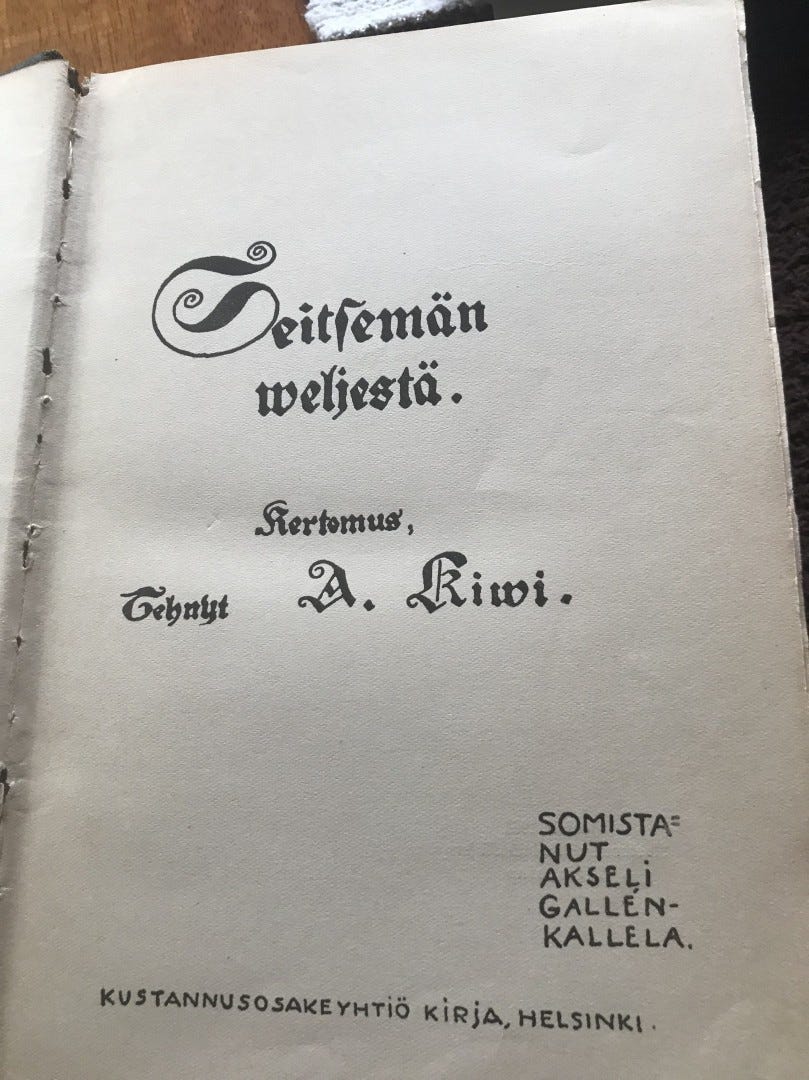 Seitsemän
weljestä.
Kertomus,
Tehnyt A. Kiwi.
SOMISTA=
NUT
AKSELI
GALLÉN-
KALLELA.
KUSTANNUSOSAKEYHTIÖ KIRJA, HELSINKI.